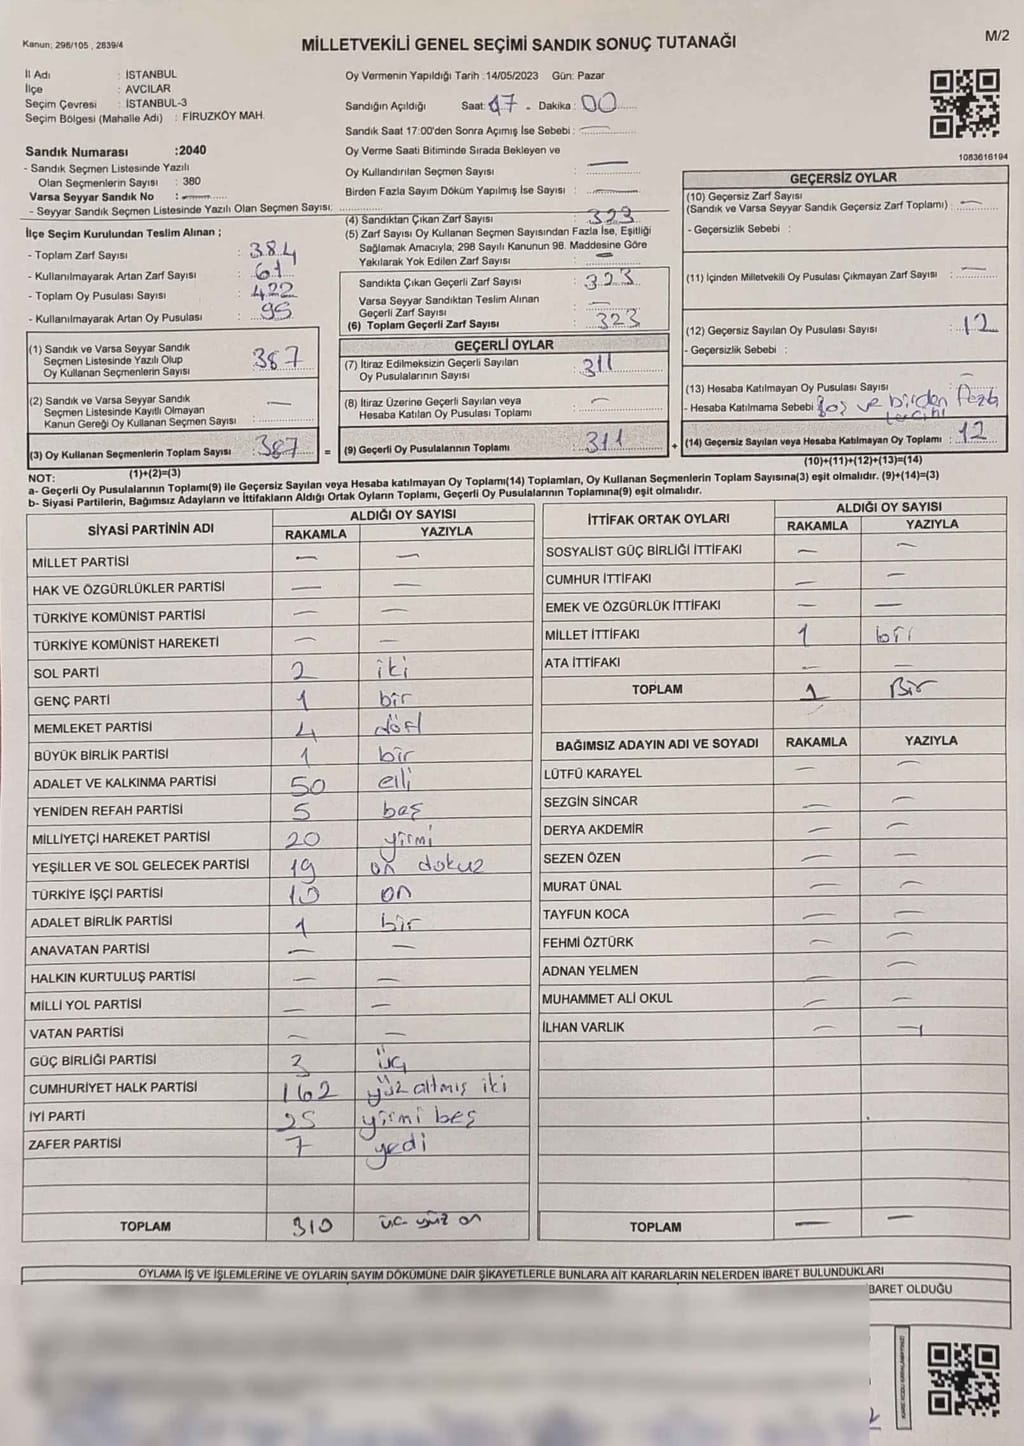 Kanun; 298/105 , 2839/4
MİLLETVEKİLİ GENEL SEÇİMİ SANDIK SONUÇ TUTANAĞI
M/2
İl Adı : İSTANBUL
İlçe : AVCILAR
Seçim Çevresi : İSTANBUL-3
Seçim Bölgesi (Mahalle Adı) : FİRUZKÖY MAH.
Sandık Numarası :2040
- Sandık Seçmen Listesinde Yazılı
Olan Seçmenlerin Sayısı : 380
Varsa Seyyar Sandık No : —
- Seyyar Sandık Seçmen Listesinde Yazılı Olan Seçmen Sayısı:
İlçe Seçim Kurulundan Teslim Alınan ;
- Toplam Zarf Sayısı : 384
- Kullanılmayarak Artan Zarf Sayısı : 61
- Toplam Oy Pusulası Sayısı : 422
- Kullanılmayarak Artan Oy Pusulası : 95
(1) Sandık ve Varsa Seyyar Sandık
Seçmen Listesinde Yazılı Olup
Oy Kullanan Seçmenlerin Sayısı : 387
(2) Sandık ve Varsa Seyyar Sandık
Seçmen Listesinde Kayıtlı Olmayan
Kanun Gereği Oy Kullanan Seçmen Sayısı : —
(3) Oy Kullanan Seçmenlerin Toplam Sayısı : 387
(1)+(2)=(3)
Oy Vermenin Yapıldığı Tarih :14/05/2023 Gün: Pazar
Sandığın Açıldığı Saat: 17 - Dakika : 00
Sandık Saat 17:00'den Sonra Açımış İse Sebebi : —
Oy Verme Saati Bitiminde Sırada Bekleyen ve
Oy Kullandırılan Seçmen Sayısı : —
Birden Fazla Sayım Döküm Yapılmış İse Sayısı : —
(4) Sandıktan Çıkan Zarf Sayısı : 323
(5) Zarf Sayısı Oy Kullanan Seçmen Sayısından Fazla İse, Eşitliği
Sağlamak Amacıyla; 298 Sayılı Kanunun 98. Maddesine Göre
Yakılarak Yok Edilen Zarf Sayısı : —
Sandıkta Çıkan Geçerli Zarf Sayısı : 323
Varsa Seyyar Sandıktan Teslim Alınan
Geçerli Zarf Sayısı : —
(6) Toplam Geçerli Zarf Sayısı : 323
GEÇERLİ OYLAR
(7) İtiraz Edilmeksizin Geçerli Sayılan
Oy Pusulalarının Sayısı : 311
(8) İtiraz Üzerine Geçerli Sayılan veya
Hesaba Katılan Oy Pusulası Toplamı : —
= (9) Geçerli Oy Pusulalarının Toplamı : 311
1083616194
GEÇERSİZ OYLAR
(10) Geçersiz Zarf Sayısı
(Sandık ve Varsa Seyyar Sandık Geçersiz Zarf Toplamı) : —
- Geçersizlik Sebebi :
(11) İçinden Milletvekili Oy Pusulası Çıkmayan Zarf Sayısı : —
(12) Geçersiz Sayılan Oy Pusulası Sayısı : 12
- Geçersizlik Sebebi :
(13) Hesaba Katılmayan Oy Pusulası Sayısı : —
- Hesaba Katılmama Sebebi : Boş ve birden fazla
tercihi
+ (14) Geçersiz Sayılan veya Hesaba Katılmayan Oy Toplamı : 12
(10)+(11)+(12)+(13)=(14)
NOT:
a- Geçerli Oy Pusulalarının Toplamı(9) ile Geçersiz Sayılan veya Hesaba katılmayan Oy Toplamı(14) Toplamları, Oy Kullanan Seçmenlerin Toplam Sayısına(3) eşit olmalıdır. (9)+(14)=(3)
b- Siyasi Partilerin, Bağımsız Adayların ve İttifakların Aldığı Ortak Oyların Toplamı, Geçerli Oy Pusulalarının Toplamına(9) eşit olmalıdır.
SİYASİ PARTİNİN ADI ALDIĞI OY SAYISI
RAKAMLA YAZIYLA
MİLLET PARTİSİ — —
HAK VE ÖZGÜRLÜKLER PARTİSİ — —
TÜRKİYE KOMÜNİST PARTİSİ — —
TÜRKİYE KOMÜNİST HAREKETİ — —
SOL PARTİ 2 iki
GENÇ PARTİ 1 bir
MEMLEKET PARTİSİ 4 dört
BÜYÜK BİRLİK PARTİSİ 1 bir
ADALET VE KALKINMA PARTİSİ 50 elli
YENİDEN REFAH PARTİSİ 5 beş
MİLLİYETÇİ HAREKET PARTİSİ 20 yirmi
YEŞİLLER VE SOL GELECEK PARTİSİ 19 on dokuz
TÜRKİYE İŞÇİ PARTİSİ 10 on
ADALET BİRLİK PARTİSİ 1 bir
ANAVATAN PARTİSİ — —
HALKIN KURTULUŞ PARTİSİ — —
MİLLİ YOL PARTİSİ — —
VATAN PARTİSİ — —
GÜÇ BİRLİĞİ PARTİSİ 3 üç
CUMHURİYET HALK PARTİSİ 162 yüz altmış iki
İYİ PARTİ 25 yirmi beş
ZAFER PARTİSİ 7 yedi
TOPLAM 310 üç yüz on
İTTİFAK ORTAK OYLARI ALDIĞI OY SAYISI
RAKAMLA YAZIYLA
SOSYALİST GÜÇ BİRLİĞİ İTTİFAKI — —
CUMHUR İTTİFAKI — —
EMEK VE ÖZGÜRLÜK İTTİFAKI — —
MİLLET İTTİFAKI 1 bir
ATA İTTİFAKI — —
TOPLAM 1 Bir
BAĞIMSIZ ADAYIN ADI VE SOYADI RAKAMLA YAZIYLA
LÜTFÜ KARAYEL — —
SEZGİN SİNCAR — —
DERYA AKDEMİR — —
SEZEN ÖZEN — —
MURAT ÜNAL — —
TAYFUN KOCA — —
FEHMİ ÖZTÜRK — —
ADNAN YELMEN — —
MUHAMMET ALİ OKUL — —
İLHAN VARLIK — —
TOPLAM — —
OYLAMA İŞ VE İŞLEMLERİNE VE OYLARIN SAYIM DÖKÜMÜNE DAİR ŞİKAYETLERLE BUNLARA AİT KARARLARIN NELERDEN İBARET BULUNDUKLARI
BARET OLDUĞU